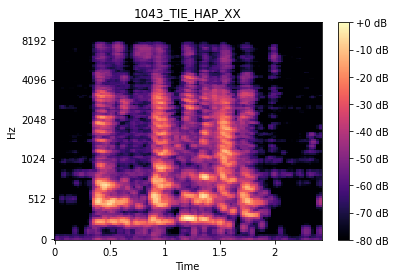 1043_TIE_HAP_XX
+0 dB
8192
-10 dB
4096
-20 dB
-30 dB
2048
Hz
-40 dB
1024
-50 dB
512
-60 dB
-70 dB
0
-80 dB
0 0.5 1 1.5 2
Time